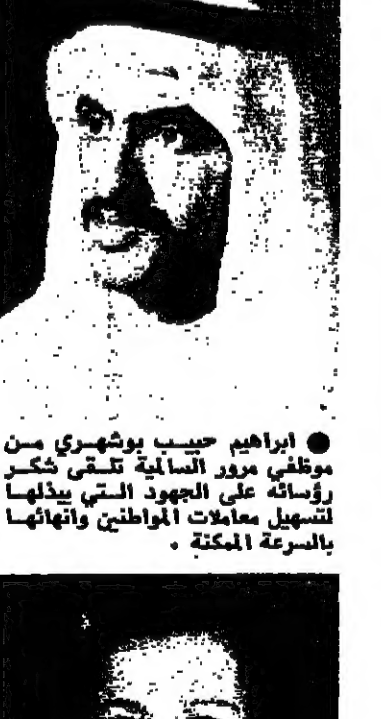 ● ابراهيم حبيب بوشهري من
موظفي مرور السالمية تلقى شكر
رؤسائه على الجهود التي يبذلها
لتسهيل معاملات المواطنين وانهائها
بالسرعة الممكنة .